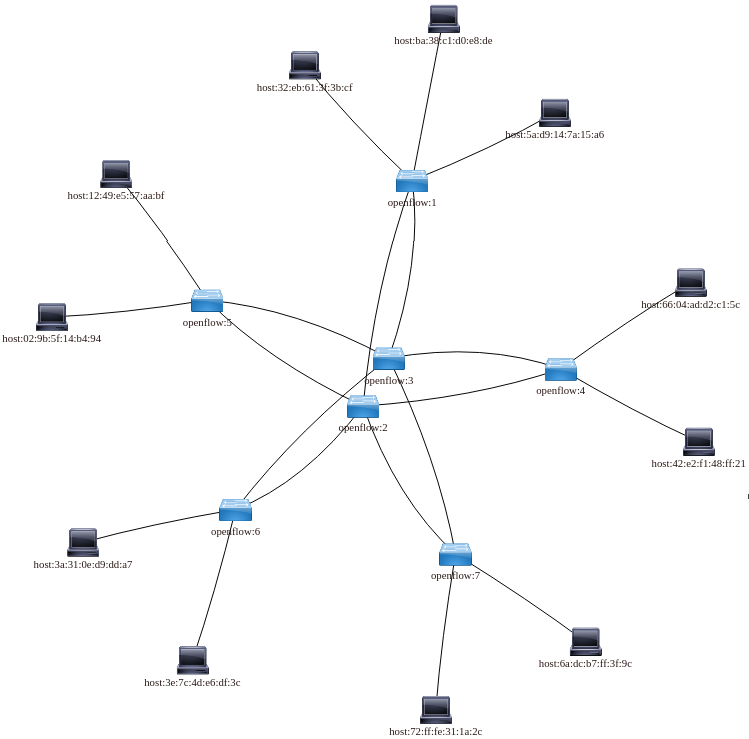 host:ba:38:c1:d0:e8:de
host:32:eb:61:3f:3b:cf
host:5a:d9:14:7a:15:a6
host:12:49:e5:57:aa:bf
openflow:1
host:66:04:ad:d2:c1:5c
openflow:5
host:02:9b:5f:14:b4:94
openflow:3
openflow:4
openflow:2
host:42:e2:f1:48:ff:21
openflow:6
host:3a:31:0e:d9:dd:a7
openflow:7
host:6a:dc:b7:ff:3f:9c
host:3e:7c:4d:e6:df:3c
host:72:ff:fe:31:1a:2c